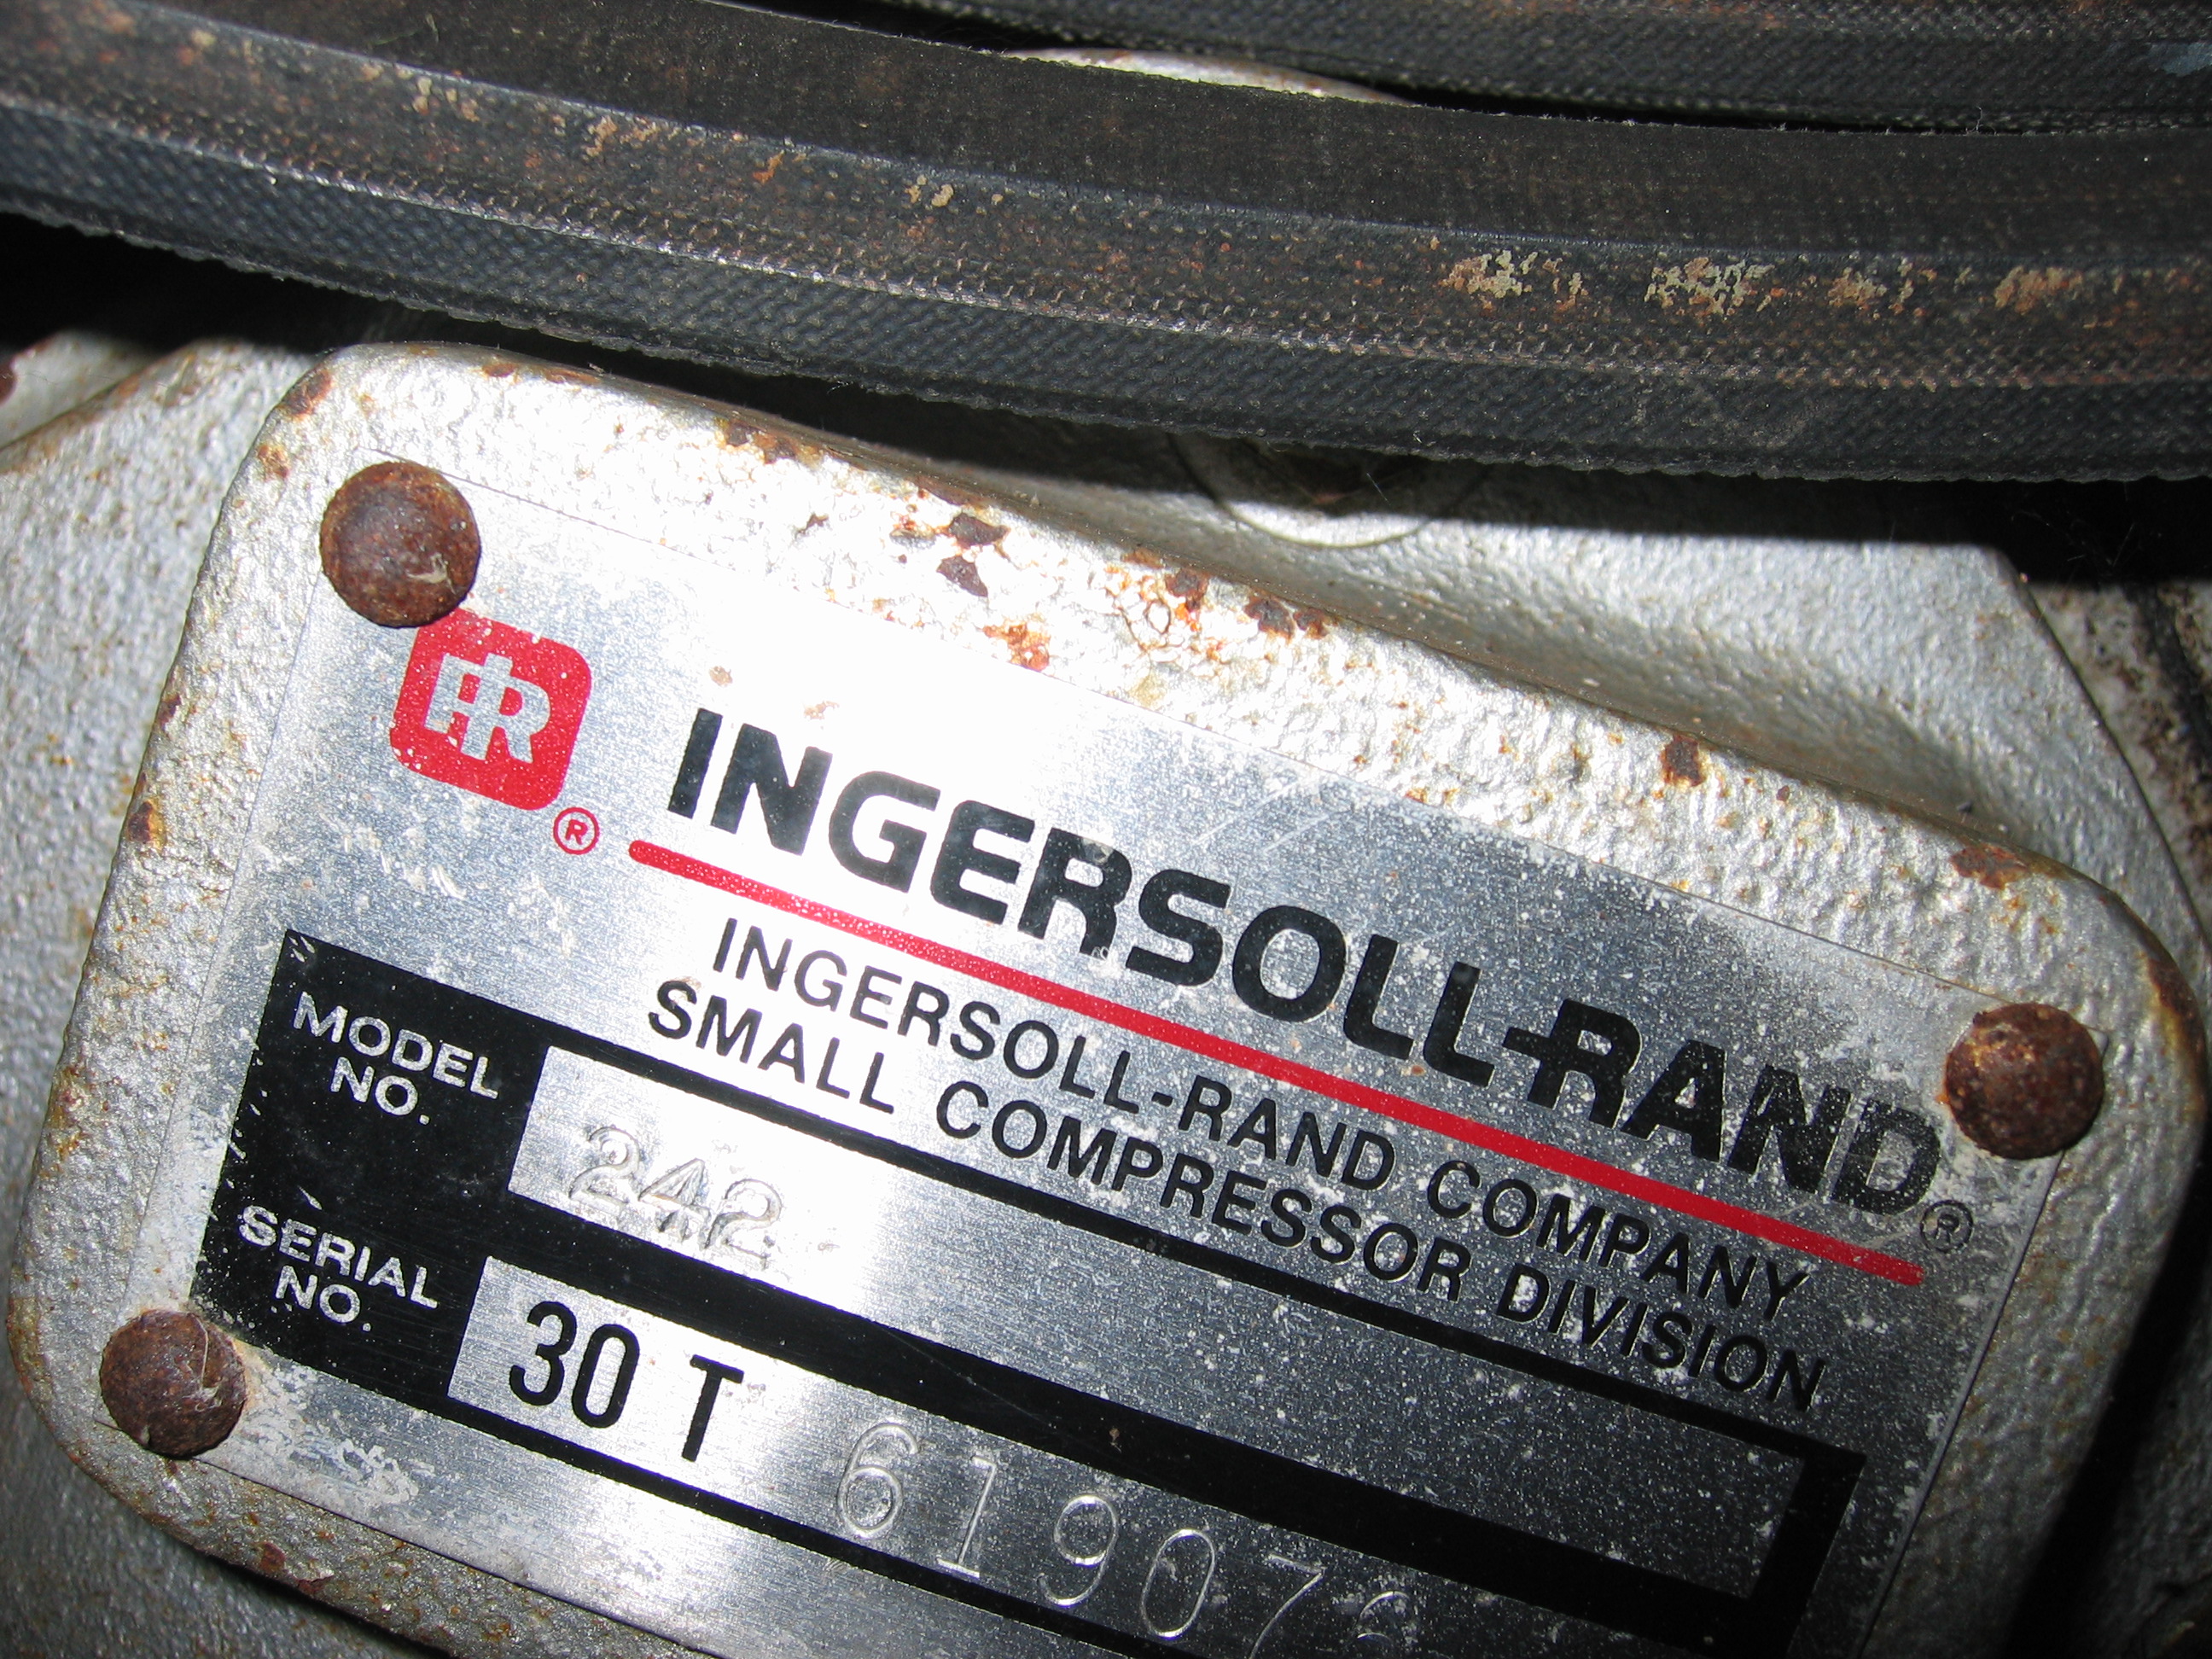 IR
®
INGERSOLL-RAND®
INGERSOLL-RAND COMPANY
SMALL COMPRESSOR DIVISION
MODEL
NO.
242
SERIAL
NO.
30 T 61907